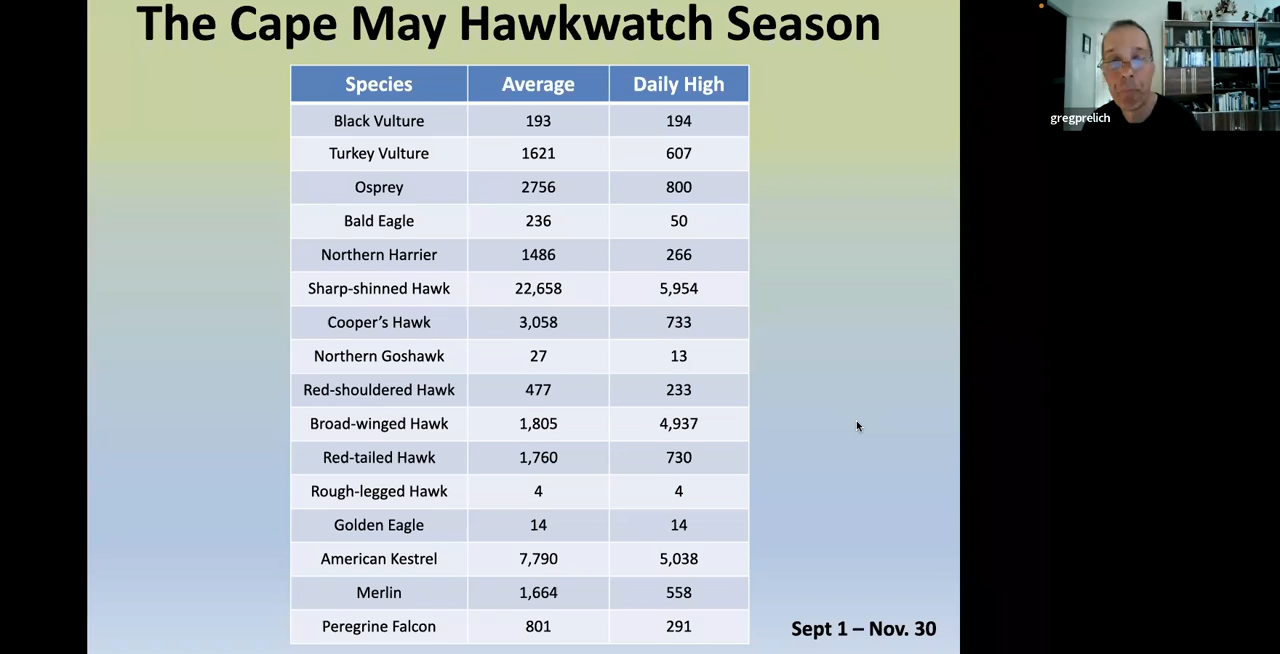 The Cape May Hawkwatch Season
Species Average Daily High
Black Vulture 193 194
Turkey Vulture 1621 607
Osprey 2756 800
Bald Eagle 236 50
Northern Harrier 1486 266
Sharp-shinned Hawk 22,658 5,954
Cooper’s Hawk 3,058 733
Northern Goshawk 27 13
Red-shouldered Hawk 477 233
Broad-winged Hawk 1,805 4,937
Red-tailed Hawk 1,760 730
Rough-legged Hawk 4 4
Golden Eagle 14 14
American Kestrel 7,790 5,038
Merlin 1,664 558
Peregrine Falcon 801 291
Sept 1 – Nov. 30
gregprelich